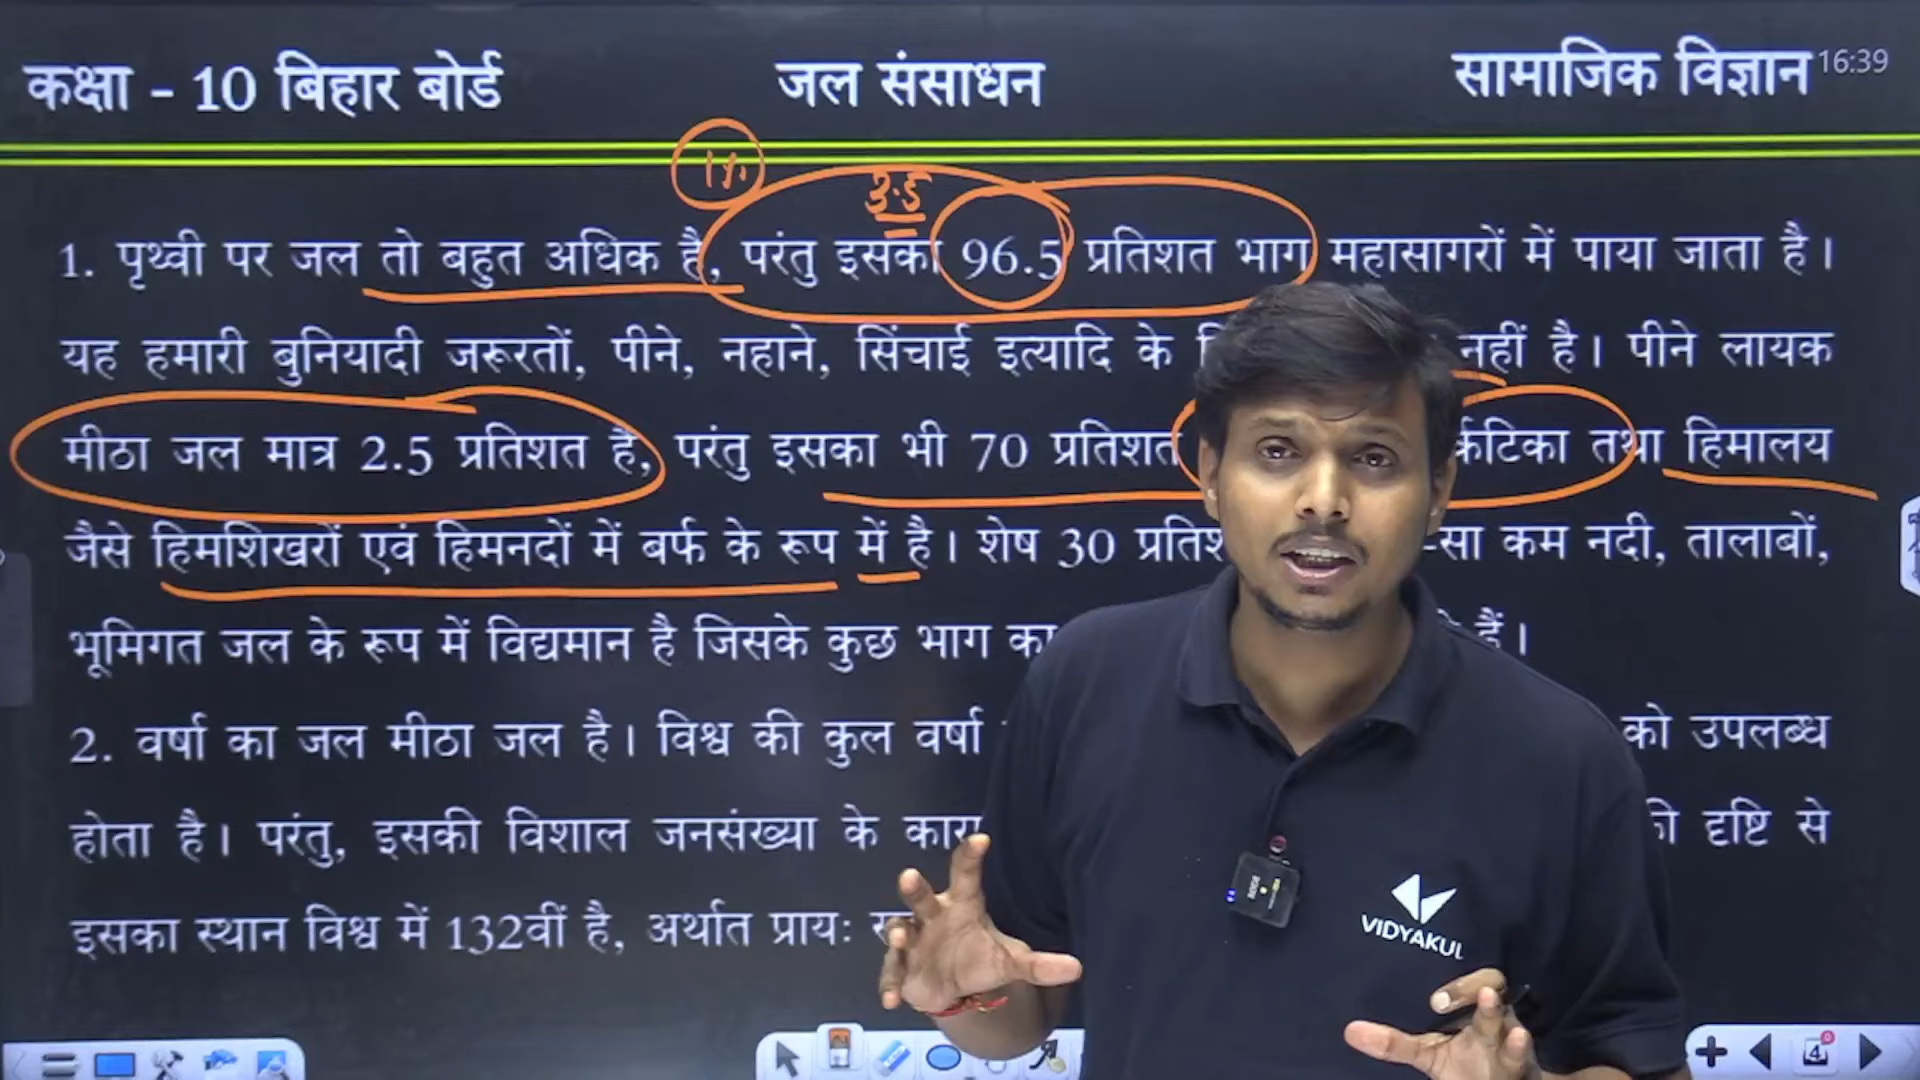 कक्षा - 10 बिहार बोर्ड जल संसाधन सामाजिक विज्ञान 16:39
1%
3.5
1. पृथ्वी पर जल तो बहुत अधिक है, परंतु इसका 96.5 प्रतिशत भाग महासागरों में पाया जाता है।
यह हमारी बुनियादी जरूरतों, पीने, नहाने, सिंचाई इत्यादि के नहीं है। पीने लायक
मीठा जल मात्र 2.5 प्रतिशत है, परंतु इसका भी 70 प्रतिशत तथा हिमालय
जैसे हिमशिखरों एवं हिमनदों में बर्फ के रूप में है। शेष 30 कम नदी, तालाबों,
भूमिगत जल के रूप में विद्यमान है जिसके कुछ भाग हैं।
2. वर्षा का जल मीठा जल है। विश्व की कुल वर्षा को उपलब्ध
होता है। परंतु, इसकी विशाल जनसंख्या के दृष्टि से
इसका स्थान विश्व में 132वीं है, अर्थात प्रायः
VIDYAKUL
4